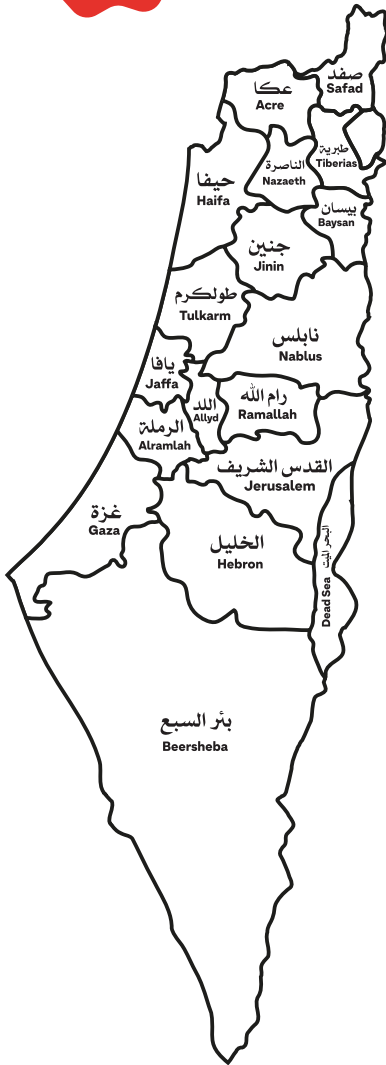 صفد
Safad
عكا
Acre
طبرية
Tiberias
الناصرة
Nazaeth
حيفا
Haifa
بيسان
Baysan
جنين
Jinin
طولكرم
Tulkarm
نابلس
Nablus
يافا
Jaffa
اللد
Allyd
رام الله
Ramallah
الرملة
Alramlah
القدس الشريف
Jerusalem
غزة
Gaza
الخليل
Hebron
البحر الميت
Dead Sea
بئر السبع
Beersheba